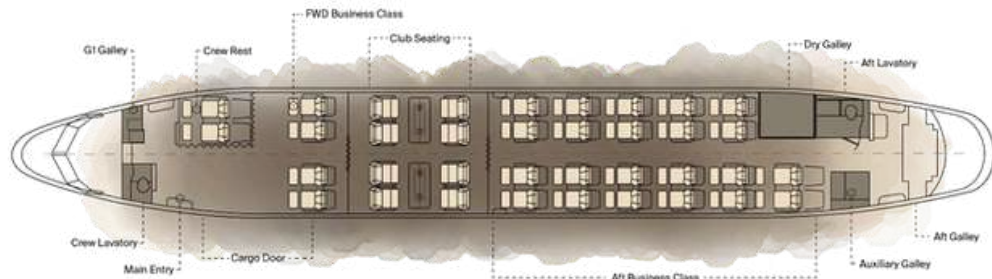 FWD Business Class
G1 Galley
Crew Rest
Club Seating
Dry Galley
Aft Lavatory
Crew Lavatory
Main Entry
Cargo Door
Aft Business Class
Auxiliary Galley
Aft Galley